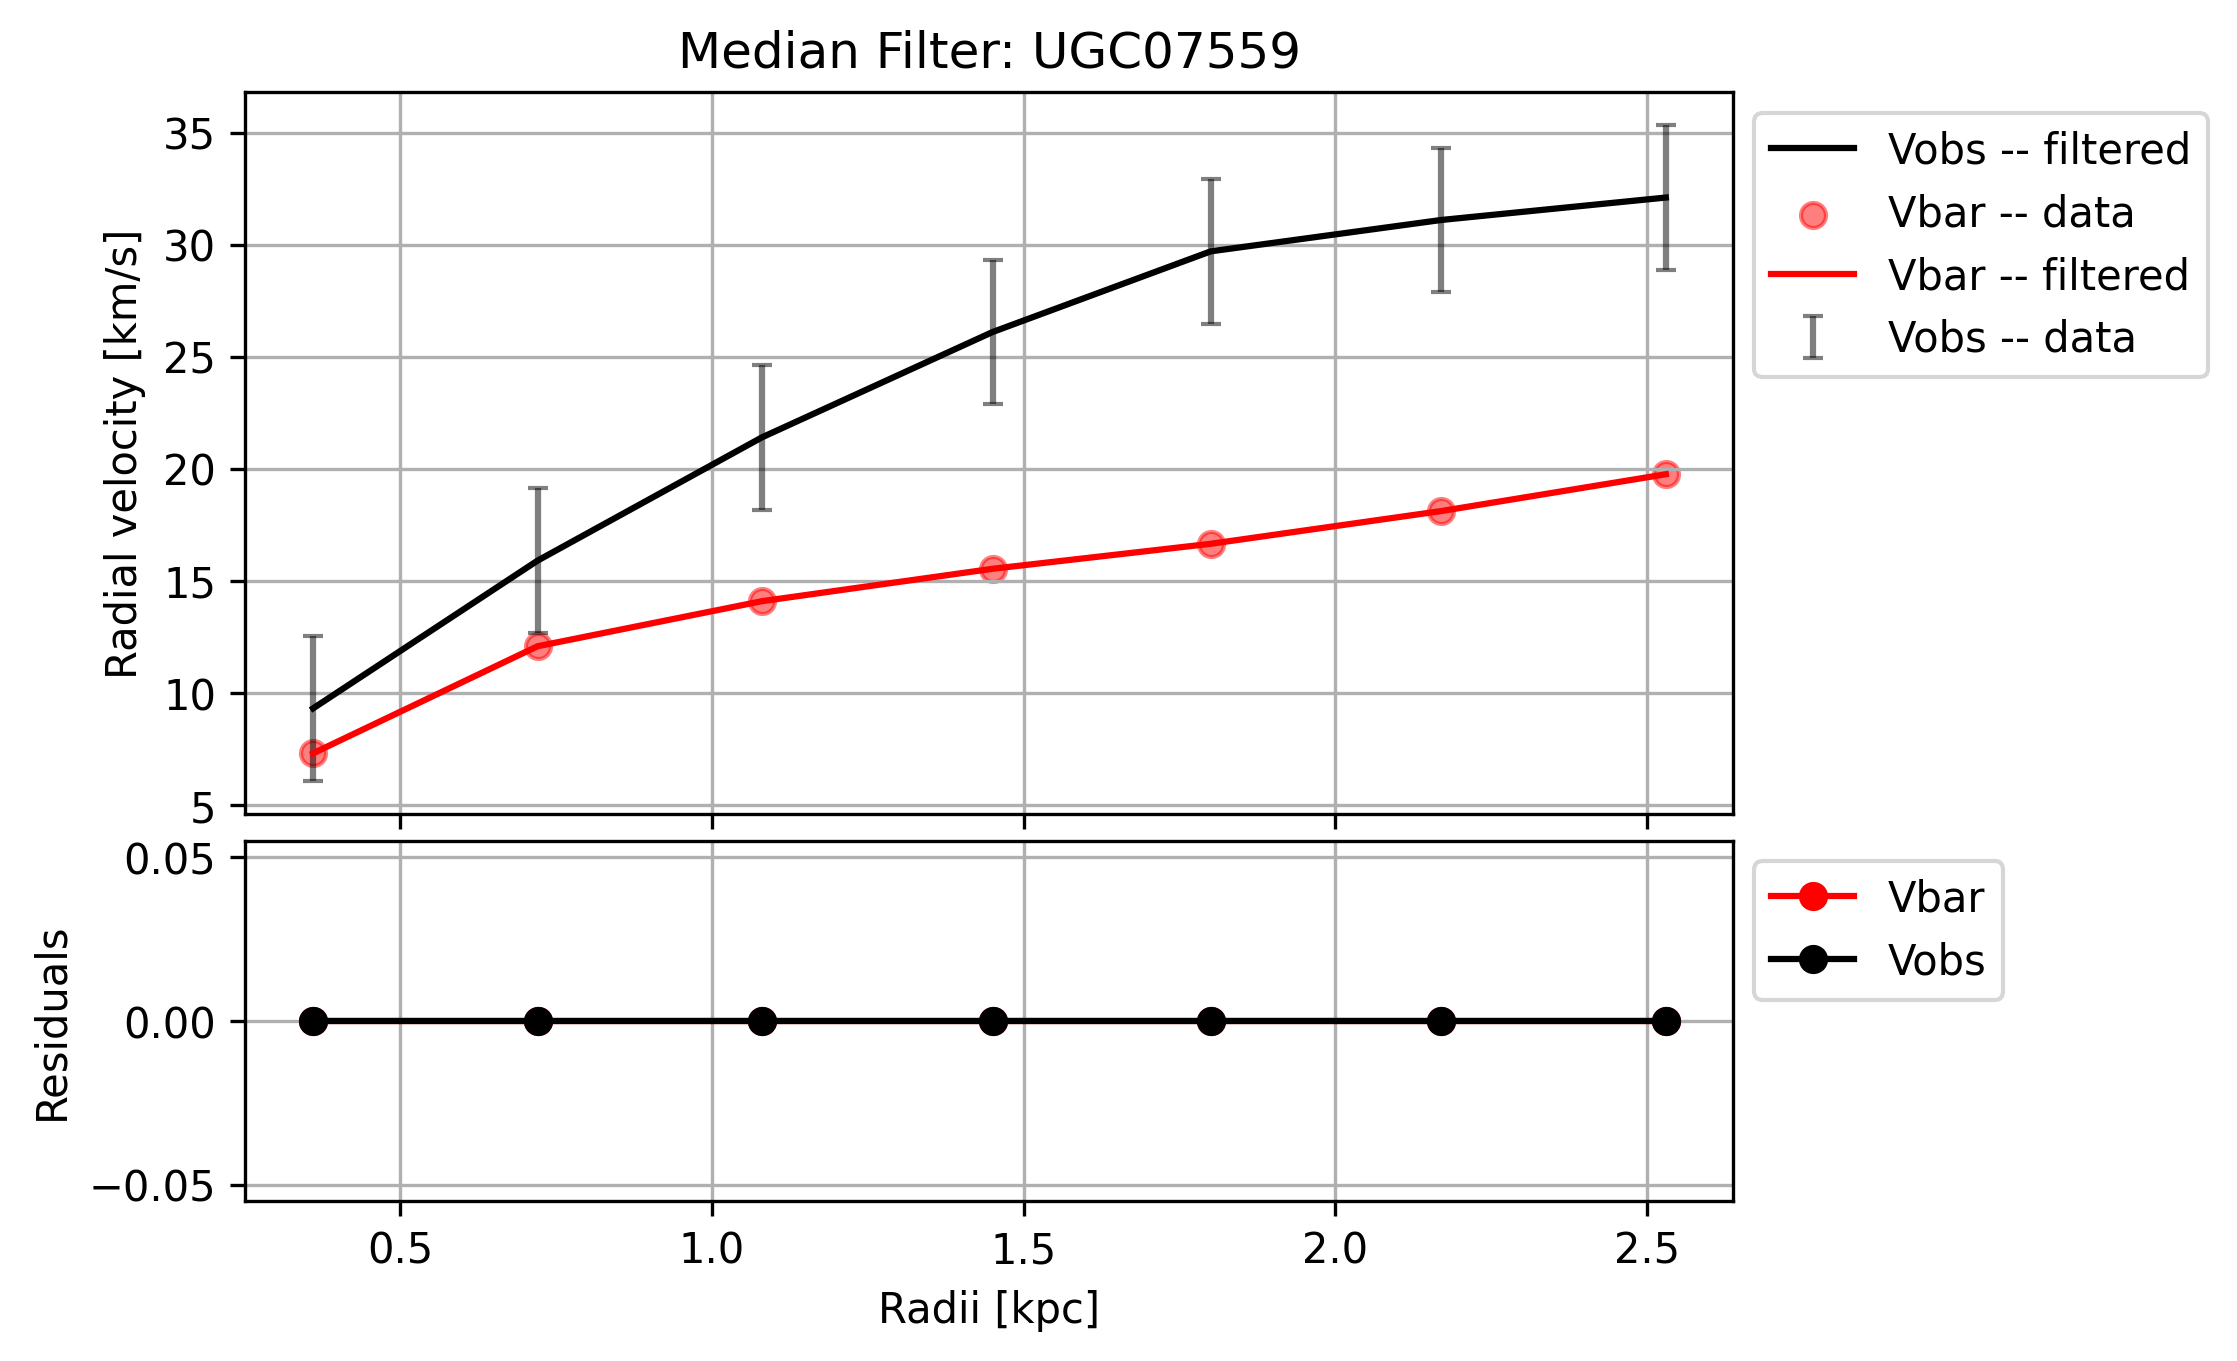 Median Filter: UGC07559
Radial velocity [km/s]
35
30
25
20
15
10
5
Vobs -- filtered
Vbar -- data
Vbar -- filtered
Vobs -- data
Residuals
0.05
0.00
−0.05
Vbar
Vobs
0.5 1.0 1.5 2.0 2.5
Radii [kpc]